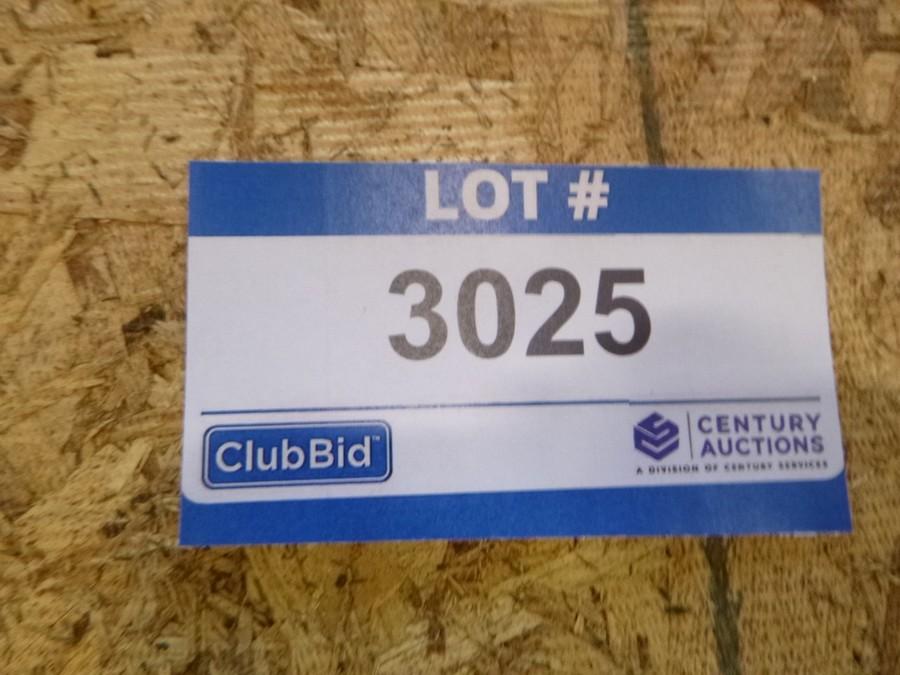 LOT #
3025
ClubBid™
CENTURY
AUCTIONS
A DIVISION OF CENTURY SERVICES